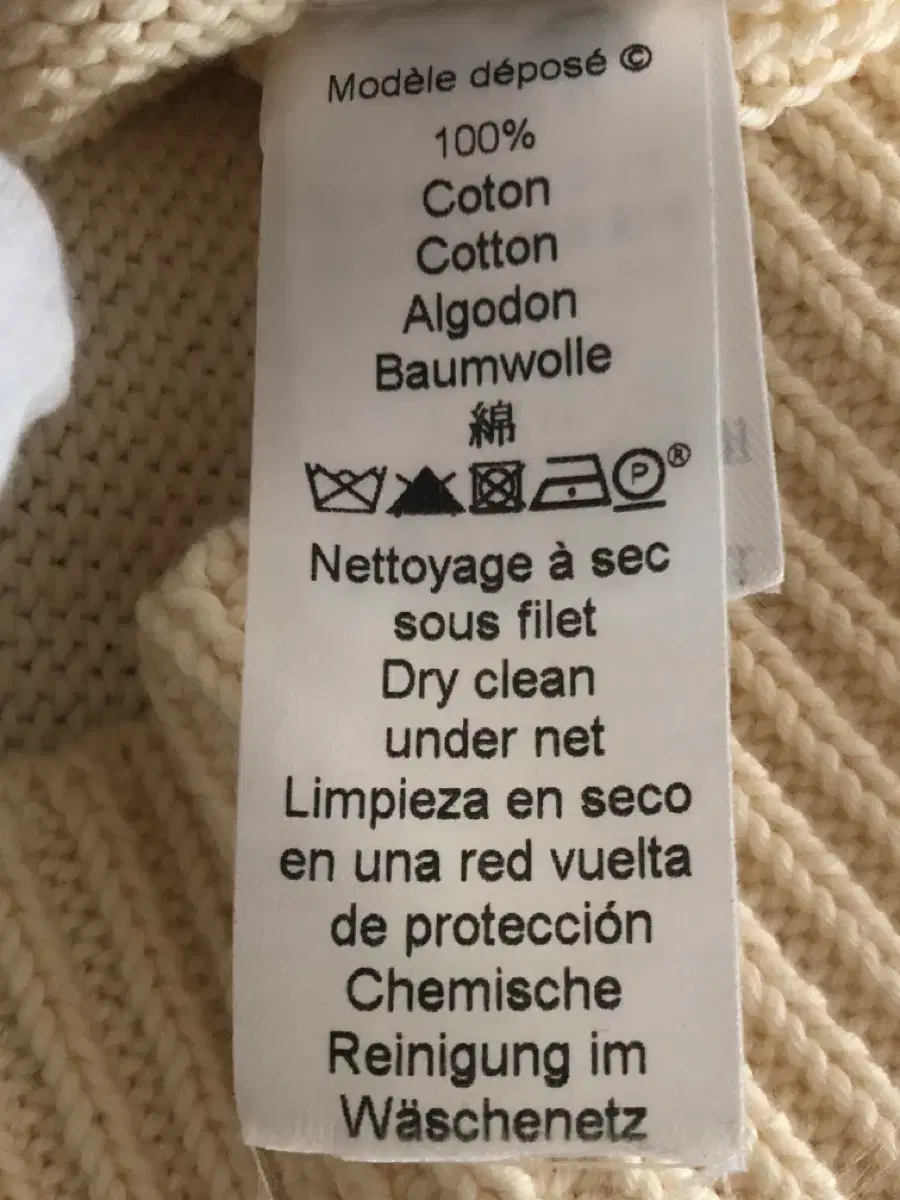 Modèle déposé ©
100%
Coton
Cotton
Algodon
Baumwolle
綿
P ®
Nettoyage à sec
sous filet
Dry clean
under net
Limpieza en seco
en una red vuelta
de protección
Chemische
Reinigung im
Wäschenetz